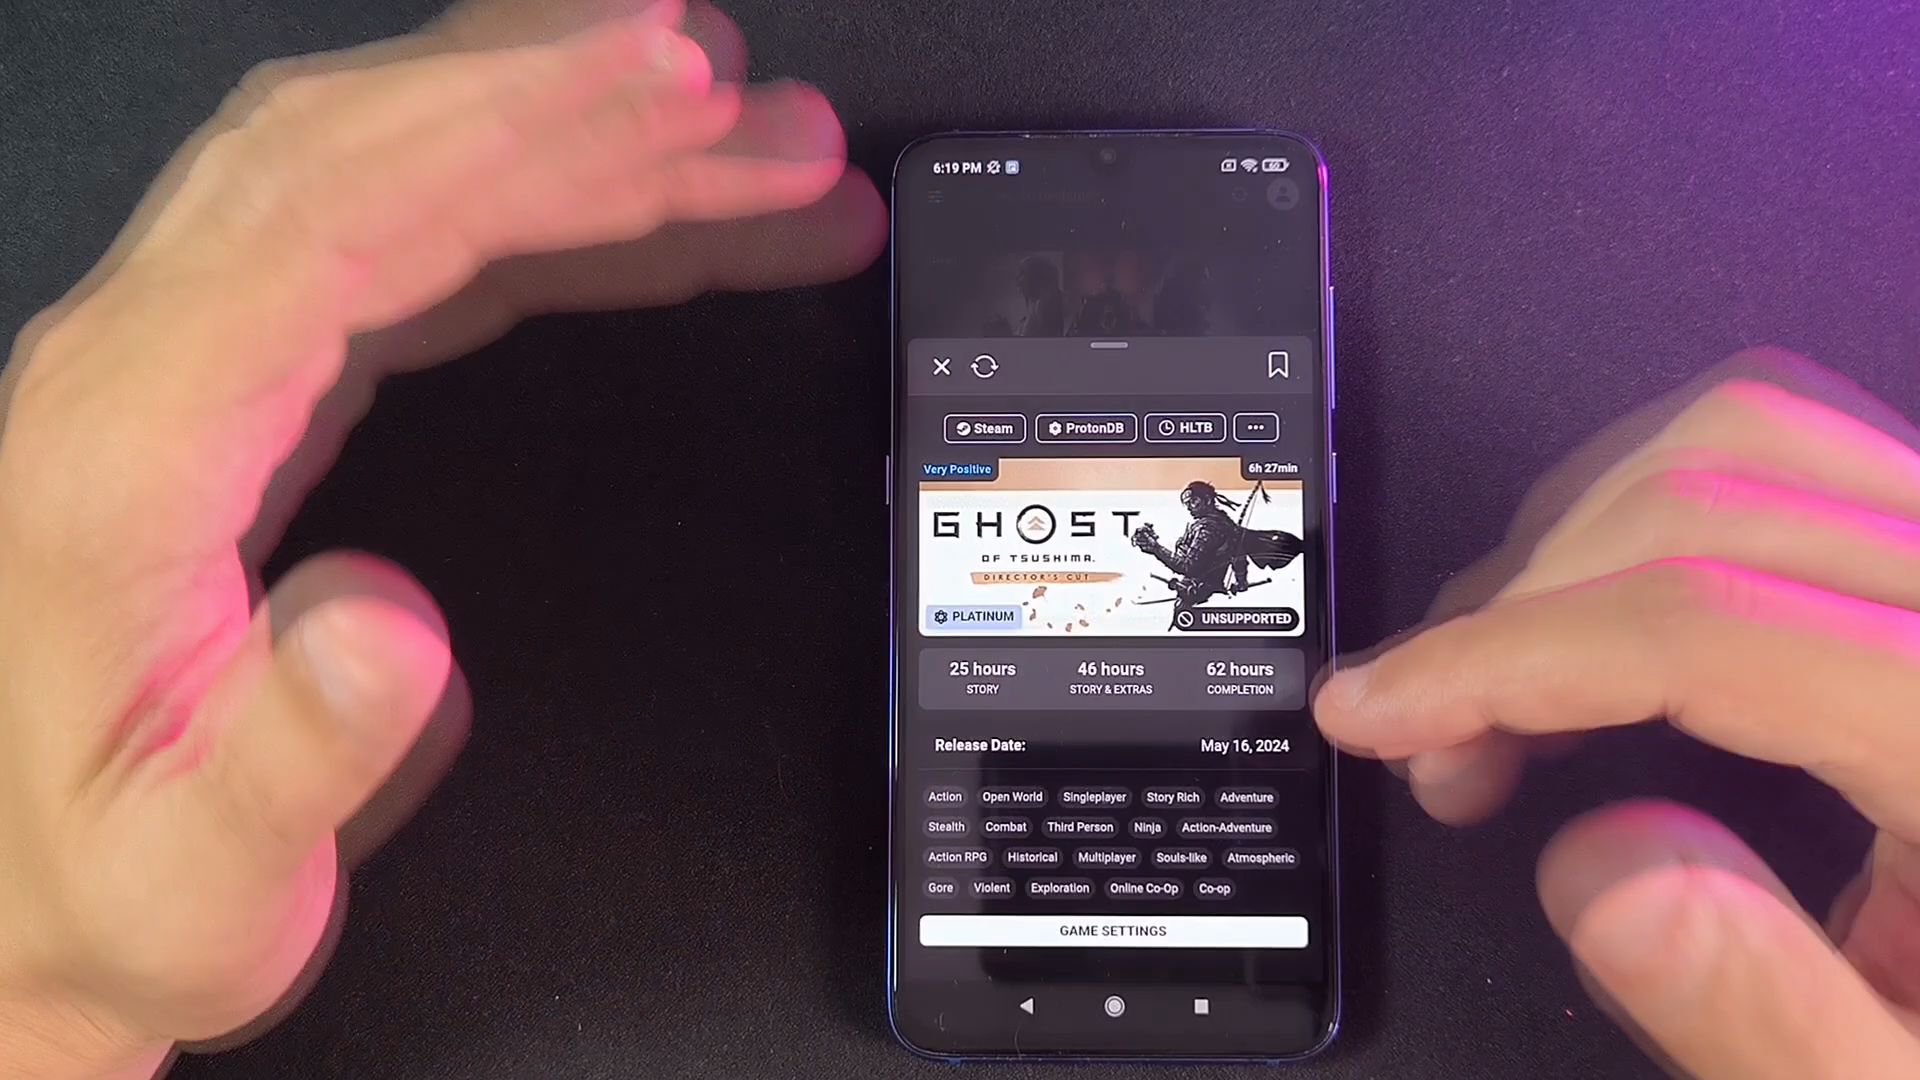 6:19 PM
Steam ProtonDB HLTB ...
Very Positive 6h 27min
GHOST
OF TSUSHIMA.
DIRECTOR'S CUT
PLATINUM UNSUPPORTED
25 hours 46 hours 62 hours
STORY STORY & EXTRAS COMPLETION
Release Date: May 16, 2024
Action Open World Singleplayer Story Rich Adventure
Stealth Combat Third Person Ninja Action-Adventure
Action RPG Historical Multiplayer Souls-like Atmospheric
Gore Violent Exploration Online Co-Op Co-op
GAME SETTINGS